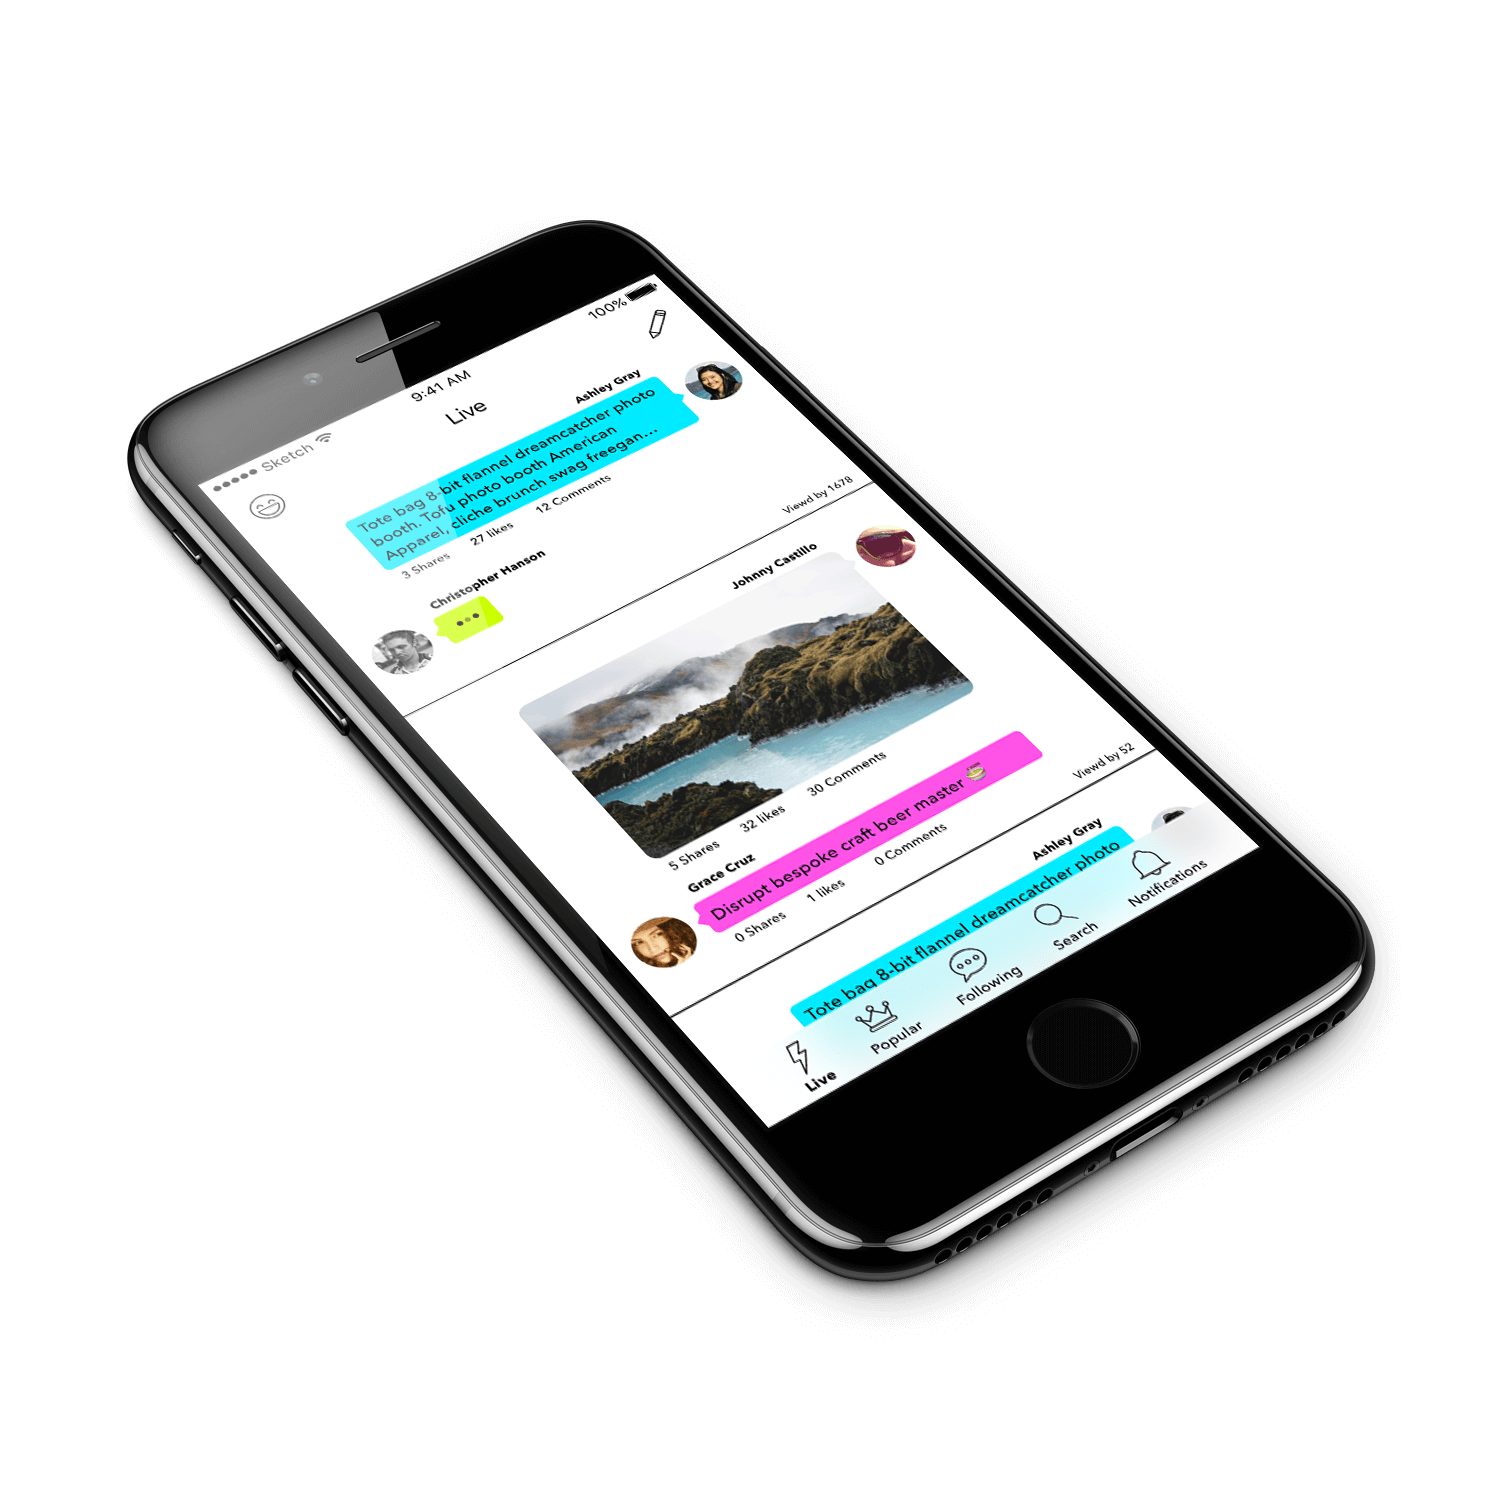 Sketch
9:41 AM
100%
Live
Ashley Gray
Tote bag 8-bit flannel dreamcatcher photo
booth. Tofu photo booth American
Apparel, cliche brunch swag freegan...
3 Shares 27 likes 12 Comments
Christopher Hanson
Viewd by 1678
Johnny Castillo
5 Shares 32 likes 30 Comments
Grace Cruz
Disrupt bespoke craft beer master
0 Shares 1 likes 0 Comments
Viewd by 52
Ashley Gray
Tote bag 8-bit flannel dreamcatcher photo
Live
Popular
Following
Search
Notifications